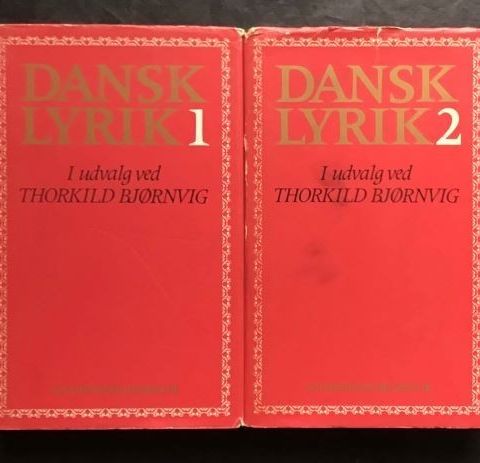 DANSK
LYRIK 1
I udvalg ved
THORKILD BJØRNVIG
DANSK
LYRIK 2
I udvalg ved
THORKILD BJØRNVIG